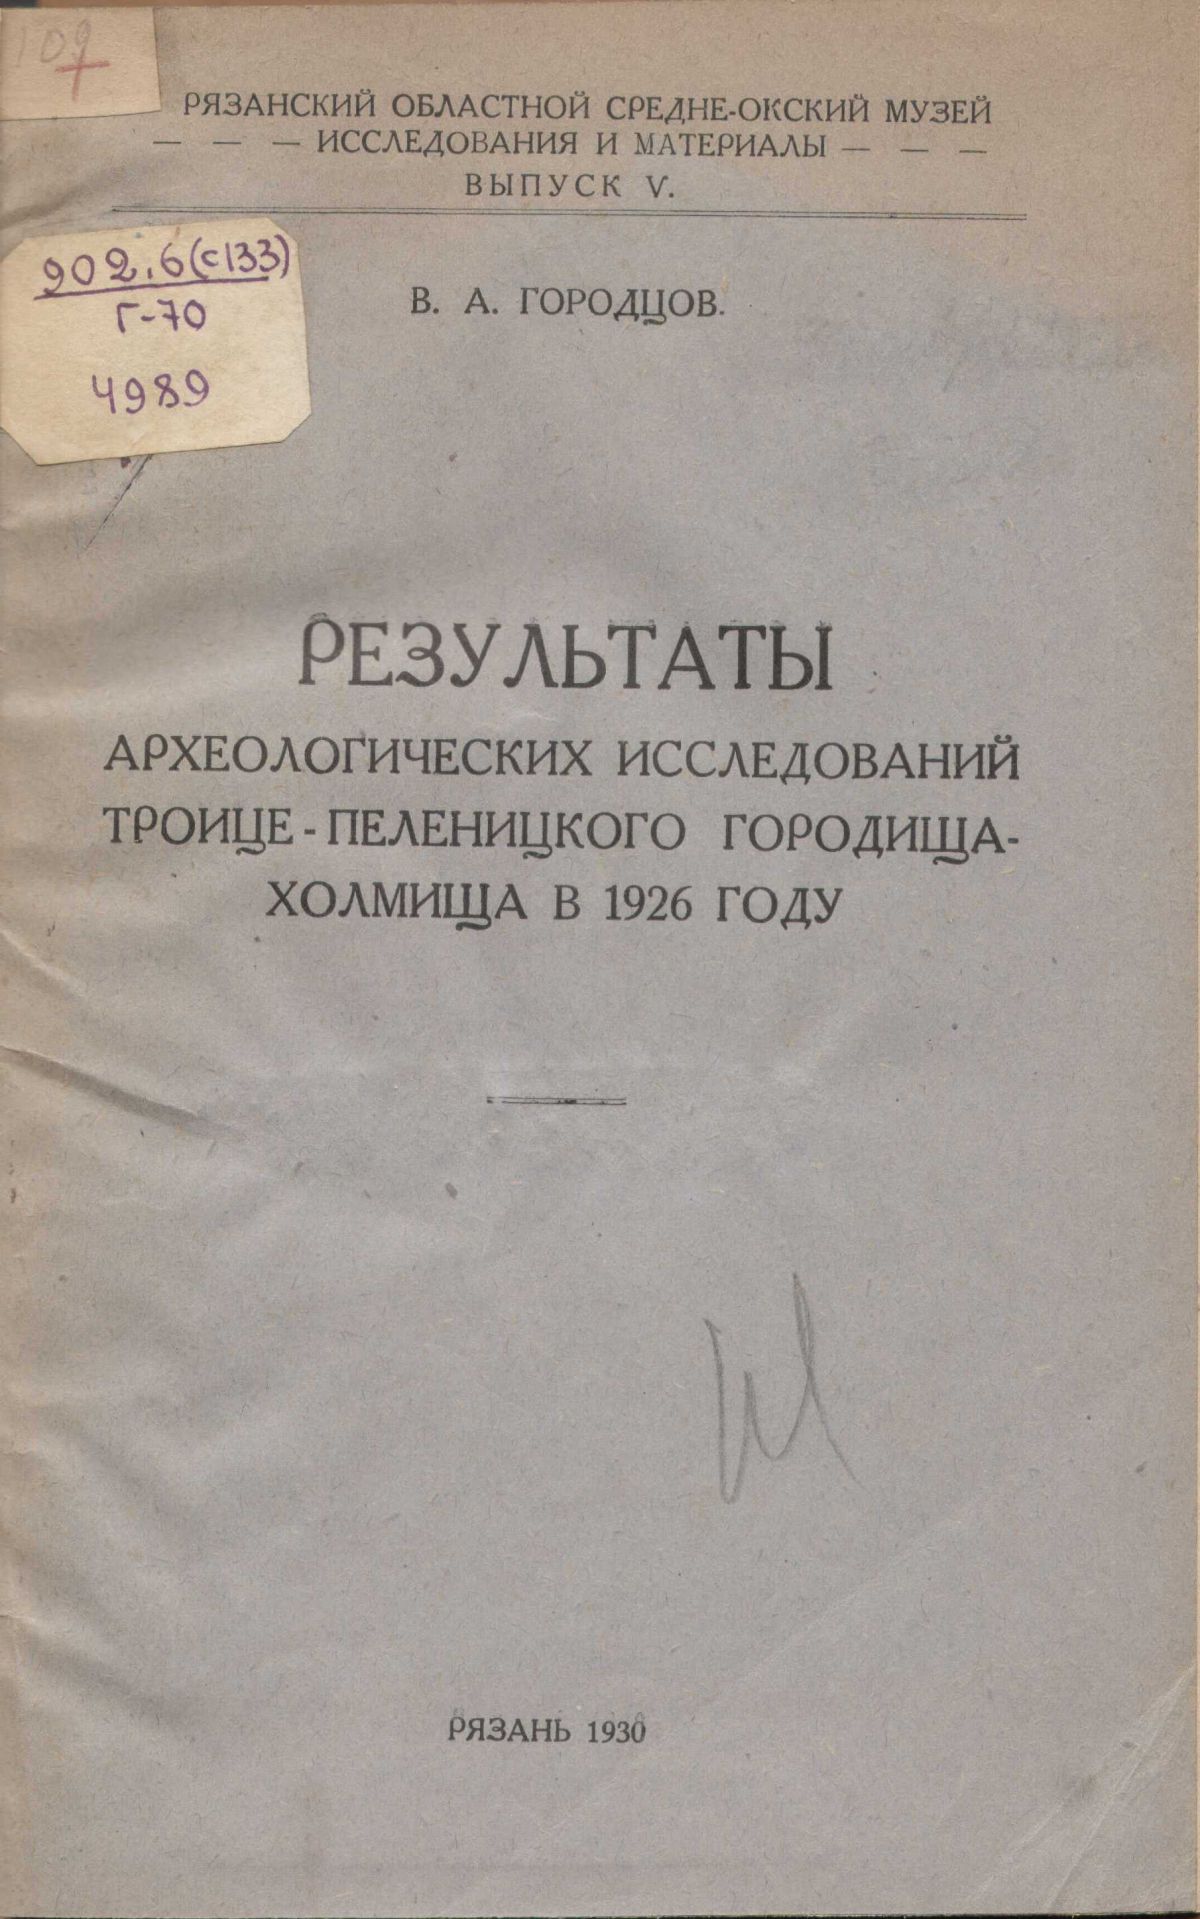 109
РЯЗАНСКИЙ ОБЛАСТНОЙ СРЕДНЕ-ОКСКИЙ МУЗЕЙ
— — — ИССЛЕДОВАНИЯ И МАТЕРИАЛЫ — — —
ВЫПУСК V.
902.6(с133)
Г-70
4989
В. А. ГОРОДЦОВ.
РЕЗУЛЬТАТЫ
АРХЕОЛОГИЧЕСКИХ ИССЛЕДОВАНИЙ
ТРОИЦЕ-ПЕЛЕНИЦКОГО ГОРОДИЩА-
ХОЛМИЩА В 1926 ГОДУ
РЯЗАНЬ 1930